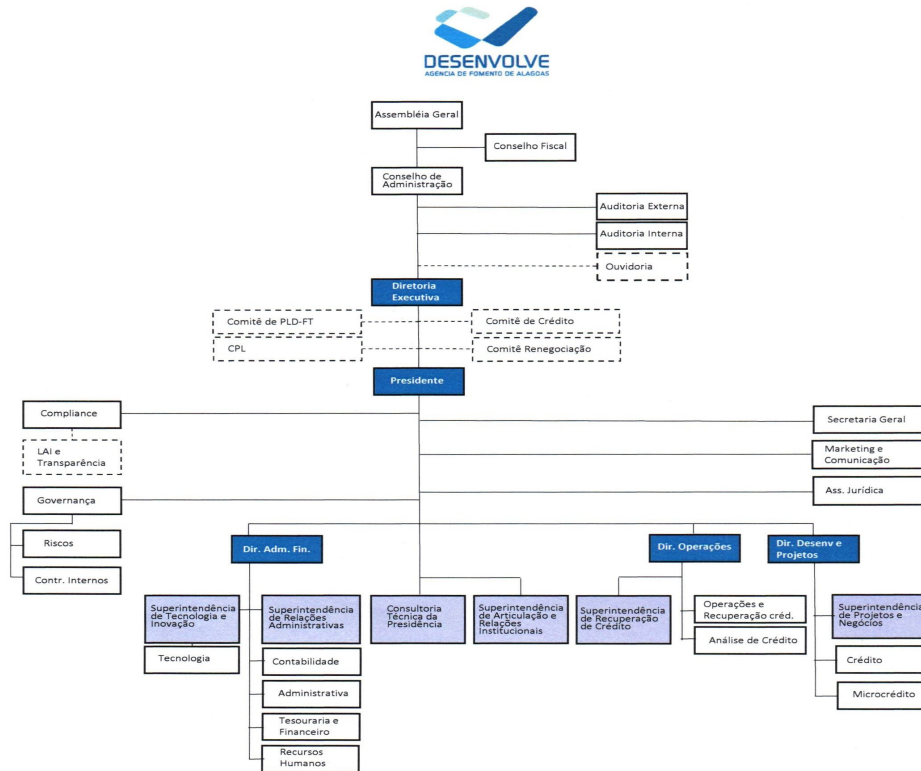 DESENVOLVE
AGÊNCIA DE FOMENTO DE ALAGOAS
Assembléia Geral
Conselho Fiscal
Conselho de
Administração
Auditoria Externa
Auditoria Interna
Ouvidoria
Diretoria
Executiva
Comitê de PLD-FT
Comitê de Crédito
CPL
Comitê Renegociação
Presidente
Compliance
Secretaria Geral
LAI e
Transparência
Marketing e
Comunicação
Governança
Ass. Jurídica
Riscos
Contr. Internos
Dir. Adm. Fin.
Dir. Operações
Dir. Desenv e
Projetos
Superintendência
de Tecnologia e
Inovação
Superintendência
de Relações
Administrativas
Consultoria
Técnica da
Presidência
Superintendência
de Articulação e
Relações
Institucionais
Superintendência
de Recuperação
de Crédito
Operações e
Recuperação créd.
Superintendência
de Projetos e
Negócios
Análise de Crédito
Tecnologia
Contabilidade
Crédito
Administrativa
Microcrédito
Tesouraria e
Financeiro
Recursos
Humanos